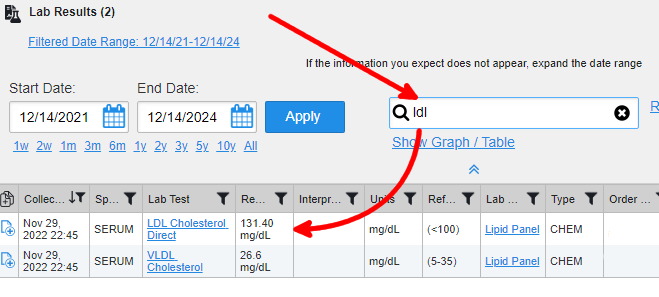 Lab Results (2)
Filtered Date Range: 12/14/21-12/14/24
If the information you expect does not appear, expand the date range
Start Date: End Date:
12/14/2021 12/14/2024 Apply ldl R
1w 2w 1m 3m 6m 1y 2y 5y 10y All Show Graph / Table
Collec... Sp... Lab Test Re... Interpr... Units Ref... Lab ... Type Order ...
Nov 29, 2022 22:45 SERUM LDL Cholesterol Direct 131.40 mg/dL mg/dL (<100) Lipid Panel CHEM
Nov 29, 2022 22:45 SERUM VLDL Cholesterol 26.6 mg/dL mg/dL (5-35) Lipid Panel CHEM